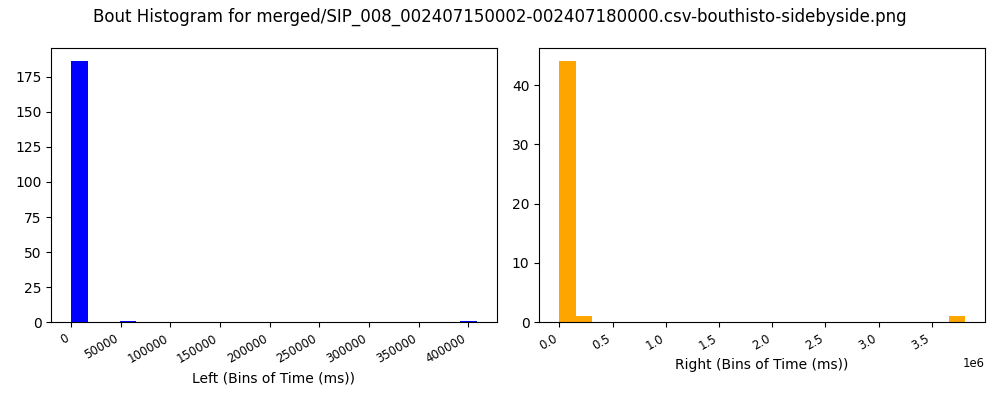 Bout Histogram for merged/SIP_008_002407150002-002407180000.csv-bouthisto-sidebyside.png
175
150
125
100
75
50
25
0
0 50000 100000 150000 200000 250000 300000 350000 400000
Left (Bins of Time (ms))
40
30
20
10
0
0.0 0.5 1.0 1.5 2.0 2.5 3.0 3.5
1e6
Right (Bins of Time (ms))